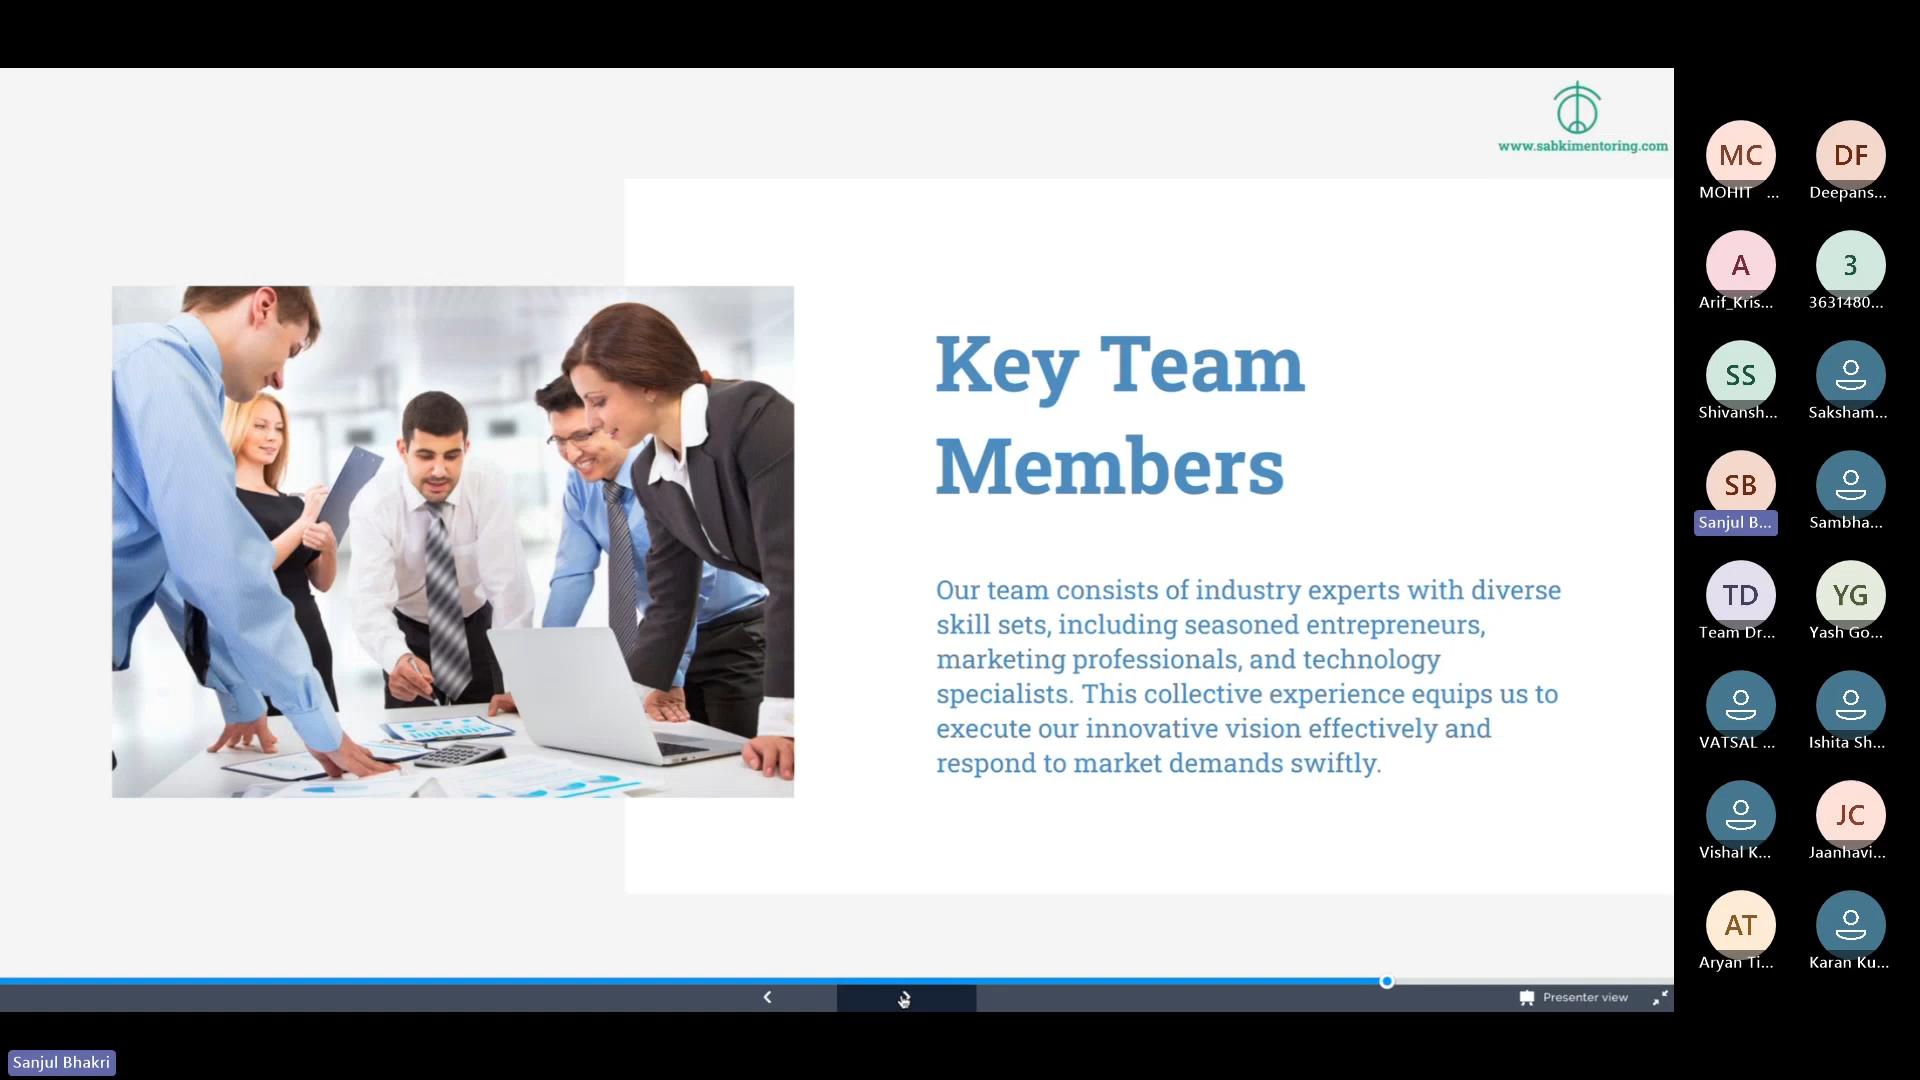 www.sabkimentoring.com
Key Team
Members
Our team consists of industry experts with diverse
skill sets, including seasoned entrepreneurs,
marketing professionals, and technology
specialists. This collective experience equips us to
execute our innovative vision effectively and
respond to market demands swiftly.
Presenter view
Sanjul Bhakri
MC
MOHIT ...
DF
Deepans...
A
Arif_Kris...
3
3631480...
SS
Shivansh...
Saksham...
SB
Sanjul B...
Sambha...
TD
Team Dr...
YG
Yash Go...
VATSAL ...
Ishita Sh...
Vishal K...
JC
Jaanhavi...
AT
Aryan Ti...
Karan Ku...